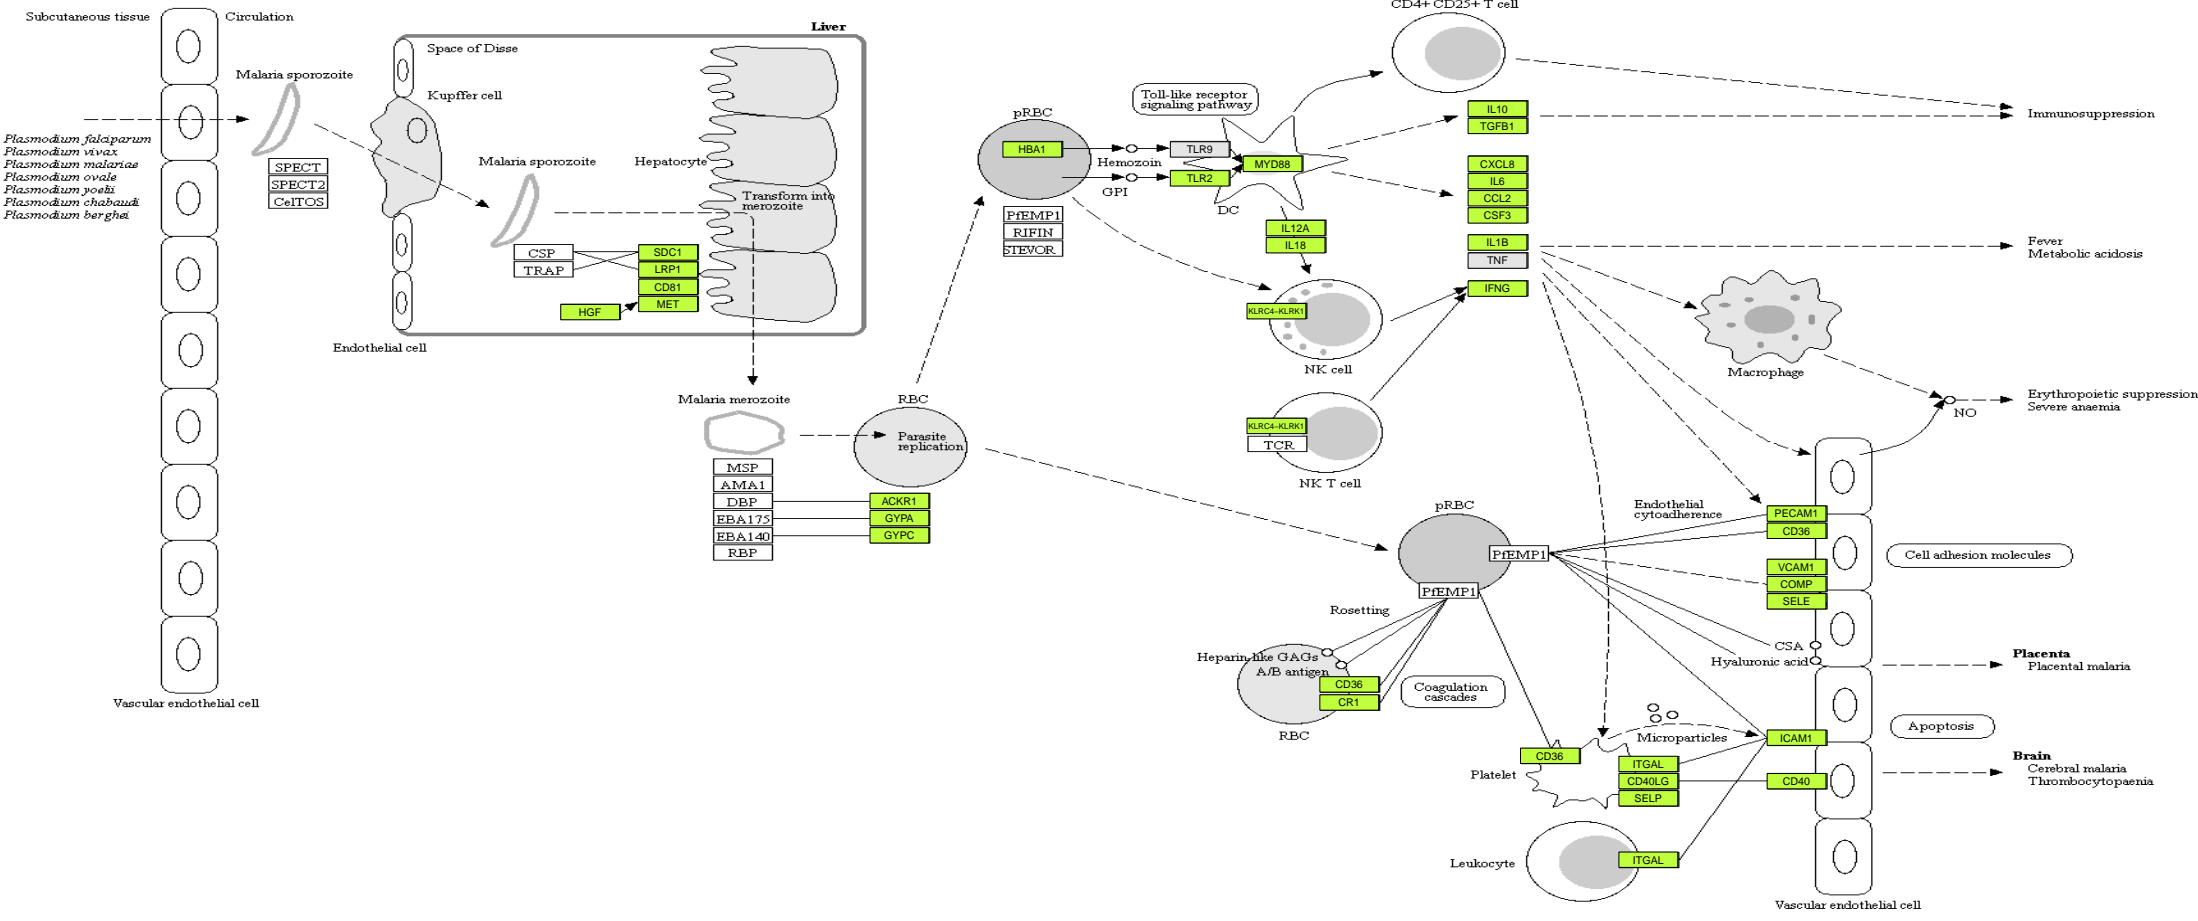 Subcutaneous tissue
Circulation
Malaria sporozoite
Plasmodium falciparum
Plasmodium vivax
Plasmodium malariae
Plasmodium ovale
Plasmodium yoelii
Plasmodium chabaudi
Plasmodium berghei
SPECT
SPECT2
CelTOS
Vascular endothelial cell
Liver
Space of Disse
Kupffer cell
Malaria sporozoite
Hepatocyte
Transform into
merozoite
CSP
TRAP
SDC1
LRP1
CD81
MET
HGF
Endothelial cell
Malaria merozoite
MSP
AMA1
DBP
EBA175
EBA140
RBP
RBC
Parasite
replication
ACKR1
GYPA
GYPC
pRBC
HBA1
Hemozoin
GPI
PfEMP1
RIFIN
STEVOR
Toll-like receptor
signaling pathway
TLR9
TLR2
MYD88
DC
IL12A
IL18
CD4+ CD25+ T cell
IL10
TGFB1
CXCL8
IL6
CCL2
CSF3
IL1B
TNF
IFNG
KLRC4-KLRK1
NK cell
KLRC4-KLRK1
TCR
NK T cell
Immunosuppression
Fever
Metabolic acidosis
Macrophage
NO
Erythropoietic suppression
Severe anaemia
pRBC
PfEMP1
PfEMP1
Endothelial
cytoadherence
PECAM1
CD36
VCAM1
COMP
SELE
Cell adhesion molecules
CSA
Hyaluronic acid
Placenta
Placental malaria
Rosetting
Heparin-like GAGs
A/B antigen
CD36
CR1
RBC
Coagulation
cascades
Microparticles
ICAM1
Apoptosis
CD36
Platelet
ITGAL
CD40LG
SELP
CD40
Brain
Cerebral malaria
Thrombocytopaenia
Leukocyte
ITGAL
Vascular endothelial cell